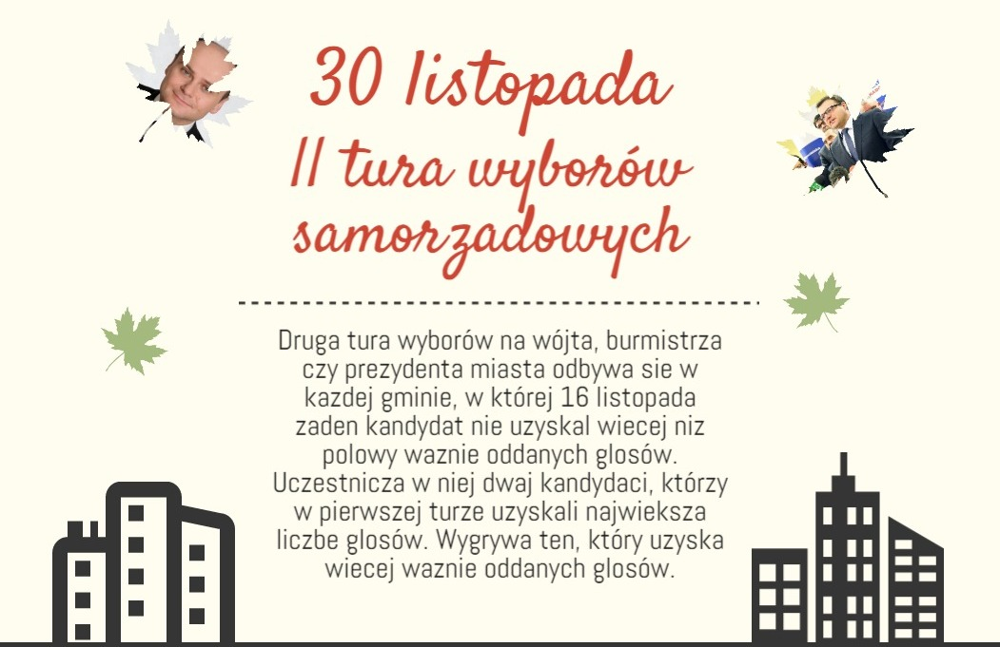 30 listopada
II tura wyborów
samorzadowych
Druga tura wyborów na wójta, burmistrza
czy prezydenta miasta odbywa sie w
kazdej gminie, w której 16 listopada
zaden kandydat nie uzyskal wiecej niz
polowy waznie oddanych glosów.
Uczestnicza w niej dwaj kandydaci, którzy
w pierwszej turze uzyskali najwieksza
liczbe glosów. Wygrywa ten, który uzyska
wiecej waznie oddanych glosów.